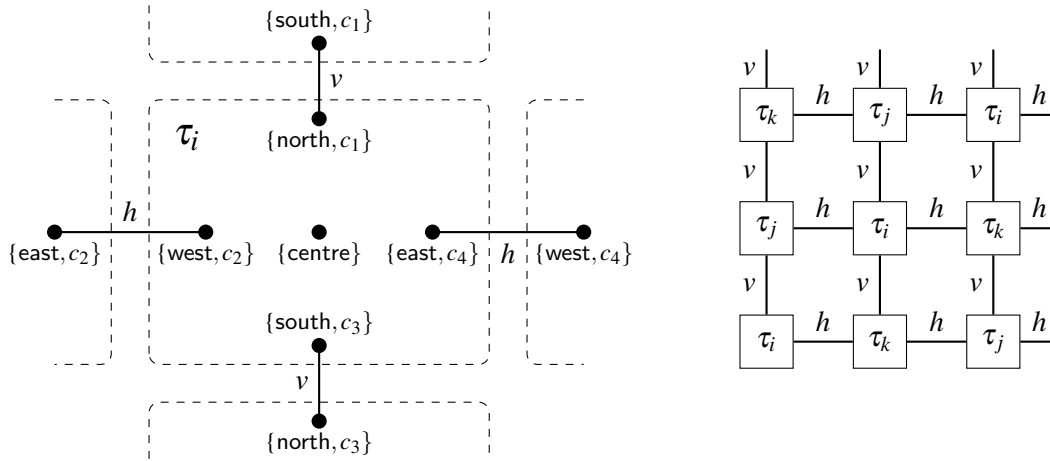 {south, c₁}
v
{north, c₁}
τᵢ
h
{east, c₂} {west, c₂} {centre} {east, c₄} h {west, c₄}
{south, c₃}
v
{north, c₃}
v v v
τₖ h τⱼ h τᵢ h
v v v
τⱼ h τᵢ h τₖ h
v v v
τᵢ h τₖ h τⱼ h